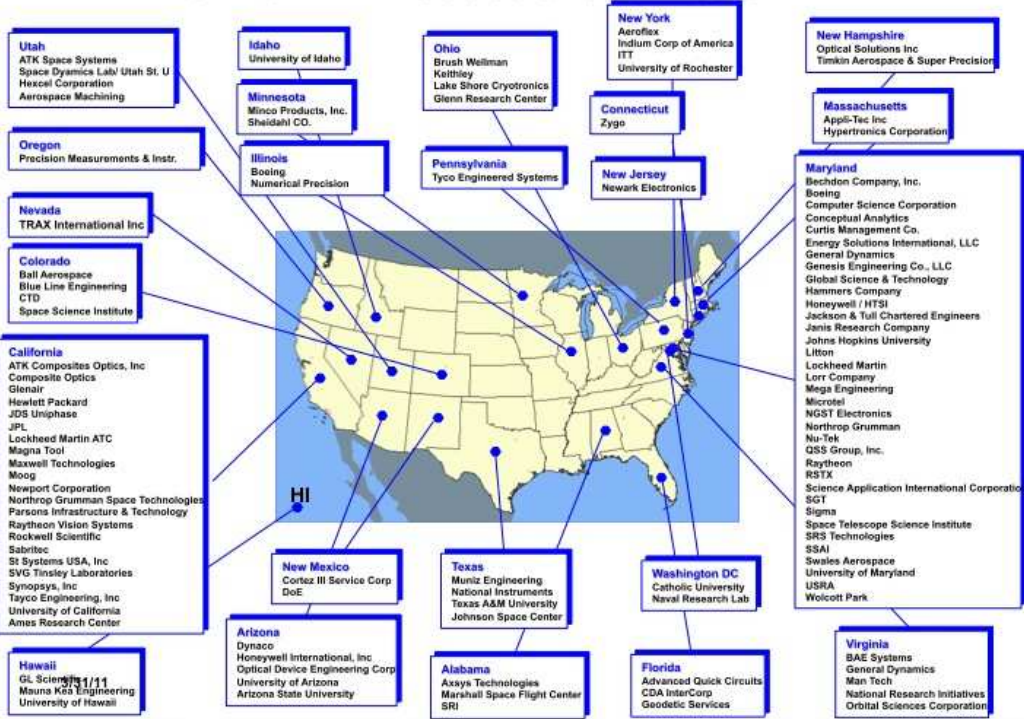 Utah
ATK Space Systems
Space Dyamics Lab/ Utah St. U
Hexcel Corporation
Aerospace Machining
Idaho
University of Idaho
Minnesota
Minco Products, Inc.
Sheidahl CO.
Ohio
Brush Wellman
Keithley
Lake Shore Cryotronics
Glenn Research Center
New York
Aeroflex
Indium Corp of America
ITT
University of Rochester
New Hampshire
Optical Solutions Inc
Timkin Aerospace & Super Precision
Connecticut
Zygo
Massachusetts
Appli-Tec Inc
Hypertronics Corporation
Oregon
Precision Measurements & Instr.
Illinois
Boeing
Numerical Precision
Pennsylvania
Tyco Engineered Systems
New Jersey
Newark Electronics
Maryland
Bechdon Company, Inc.
Boeing
Computer Science Corporation
Conceptual Analytics
Curtis Management Co.
Energy Solutions International, LLC
General Dynamics
Genesis Engineering Co., LLC
Global Science & Technology
Hammers Company
Honeywell / HTSI
Jackson & Tull Chartered Engineers
Janis Research Company
Johns Hopkins University
Litton
Lockheed Martin
Lorr Company
Mega Engineering
Microtel
NGST Electronics
Northrop Grumman
Nu-Tek
QSS Group, Inc.
Raytheon
RSTX
Science Application International Corporatio
SGT
Sigma
Space Telescope Science Institute
SRS Technologies
SSAI
Swales Aerospace
University of Maryland
USRA
Wolcott Park
Nevada
TRAX International Inc
Colorado
Ball Aerospace
Blue Line Engineering
CTD
Space Science Institute
California
ATK Composites Optics, Inc
Composite Optics
Glenair
Hewlett Packard
JDS Uniphase
JPL
Lockheed Martin ATC
Magna Tool
Maxwell Technologies
Moog
Newport Corporation
Northrop Grumman Space Technologies
Parsons Infrastructure & Technology
Raytheon Vision Systems
Rockwell Scientific
Sabritec
St Systems USA, Inc
SVG Tinsley Laboratories
Synopsys, Inc
Tayco Engineering, Inc
University of California
Ames Research Center
HI
New Mexico
Cortez III Service Corp
DoE
Texas
Muniz Engineering
National Instruments
Texas A&M University
Johnson Space Center
Washington DC
Catholic University
Naval Research Lab
Arizona
Dynaco
Honeywell International, Inc
Optical Device Engineering Corp
University of Arizona
Arizona State University
Alabama
Axsys Technologies
Marshall Space Flight Center
SRI
Florida
Advanced Quick Circuits
CDA InterCorp
Geodetic Services
Virginia
BAE Systems
General Dynamics
Man Tech
National Research Initiatives
Orbital Sciences Corporation
Hawaii
GL
3/31/11
Mauna Kea Engineering
University of Hawaii